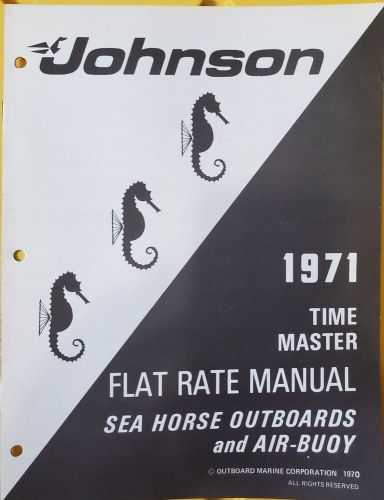 Johnson
1971
TIME
MASTER
FLAT RATE MANUAL
SEA HORSE OUTBOARDS
and AIR-BUOY
© OUTBOARD MARINE CORPORATION 1970
ALL RIGHTS RESERVED